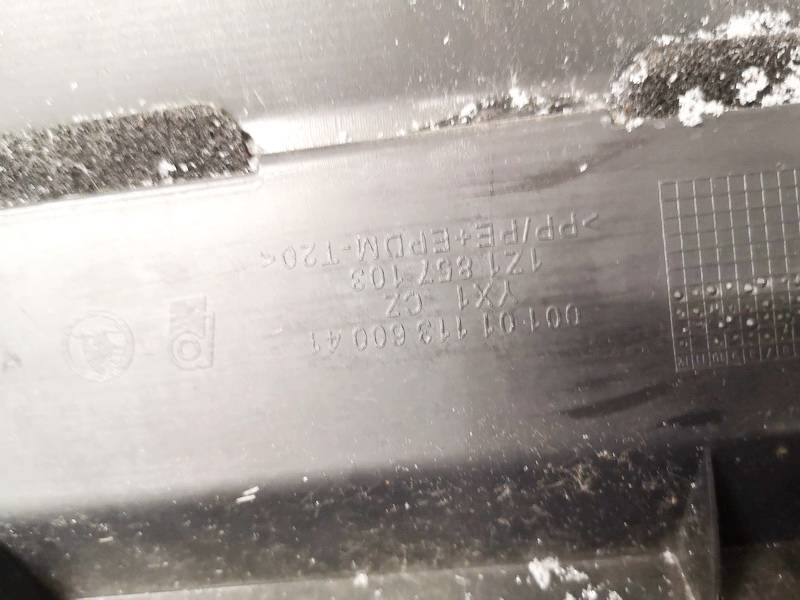 001 01 113 600 41
YX1 CZ
1Z1 857 103
>PP/PE+EPDM-T20<